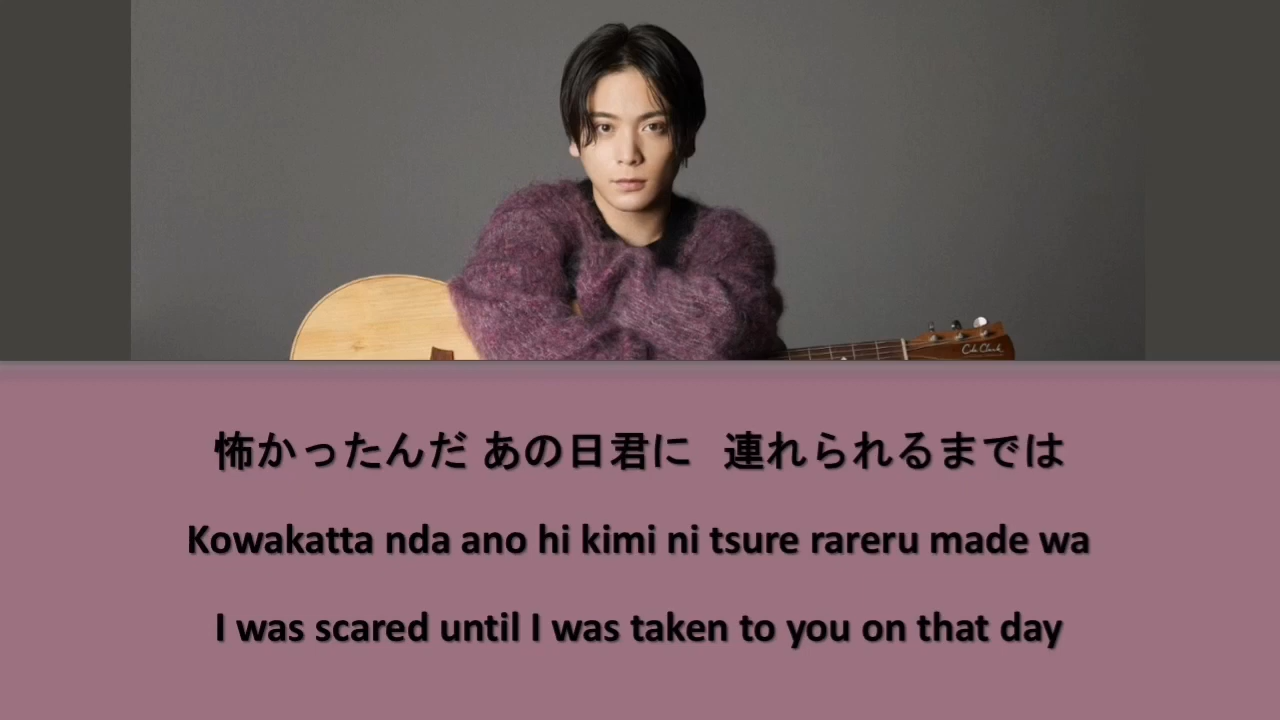 Cole Clark
怖かったんだ あの日君に　連れられるまでは
Kowakatta nda ano hi kimi ni tsure rareru made wa
I was scared until I was taken to you on that day